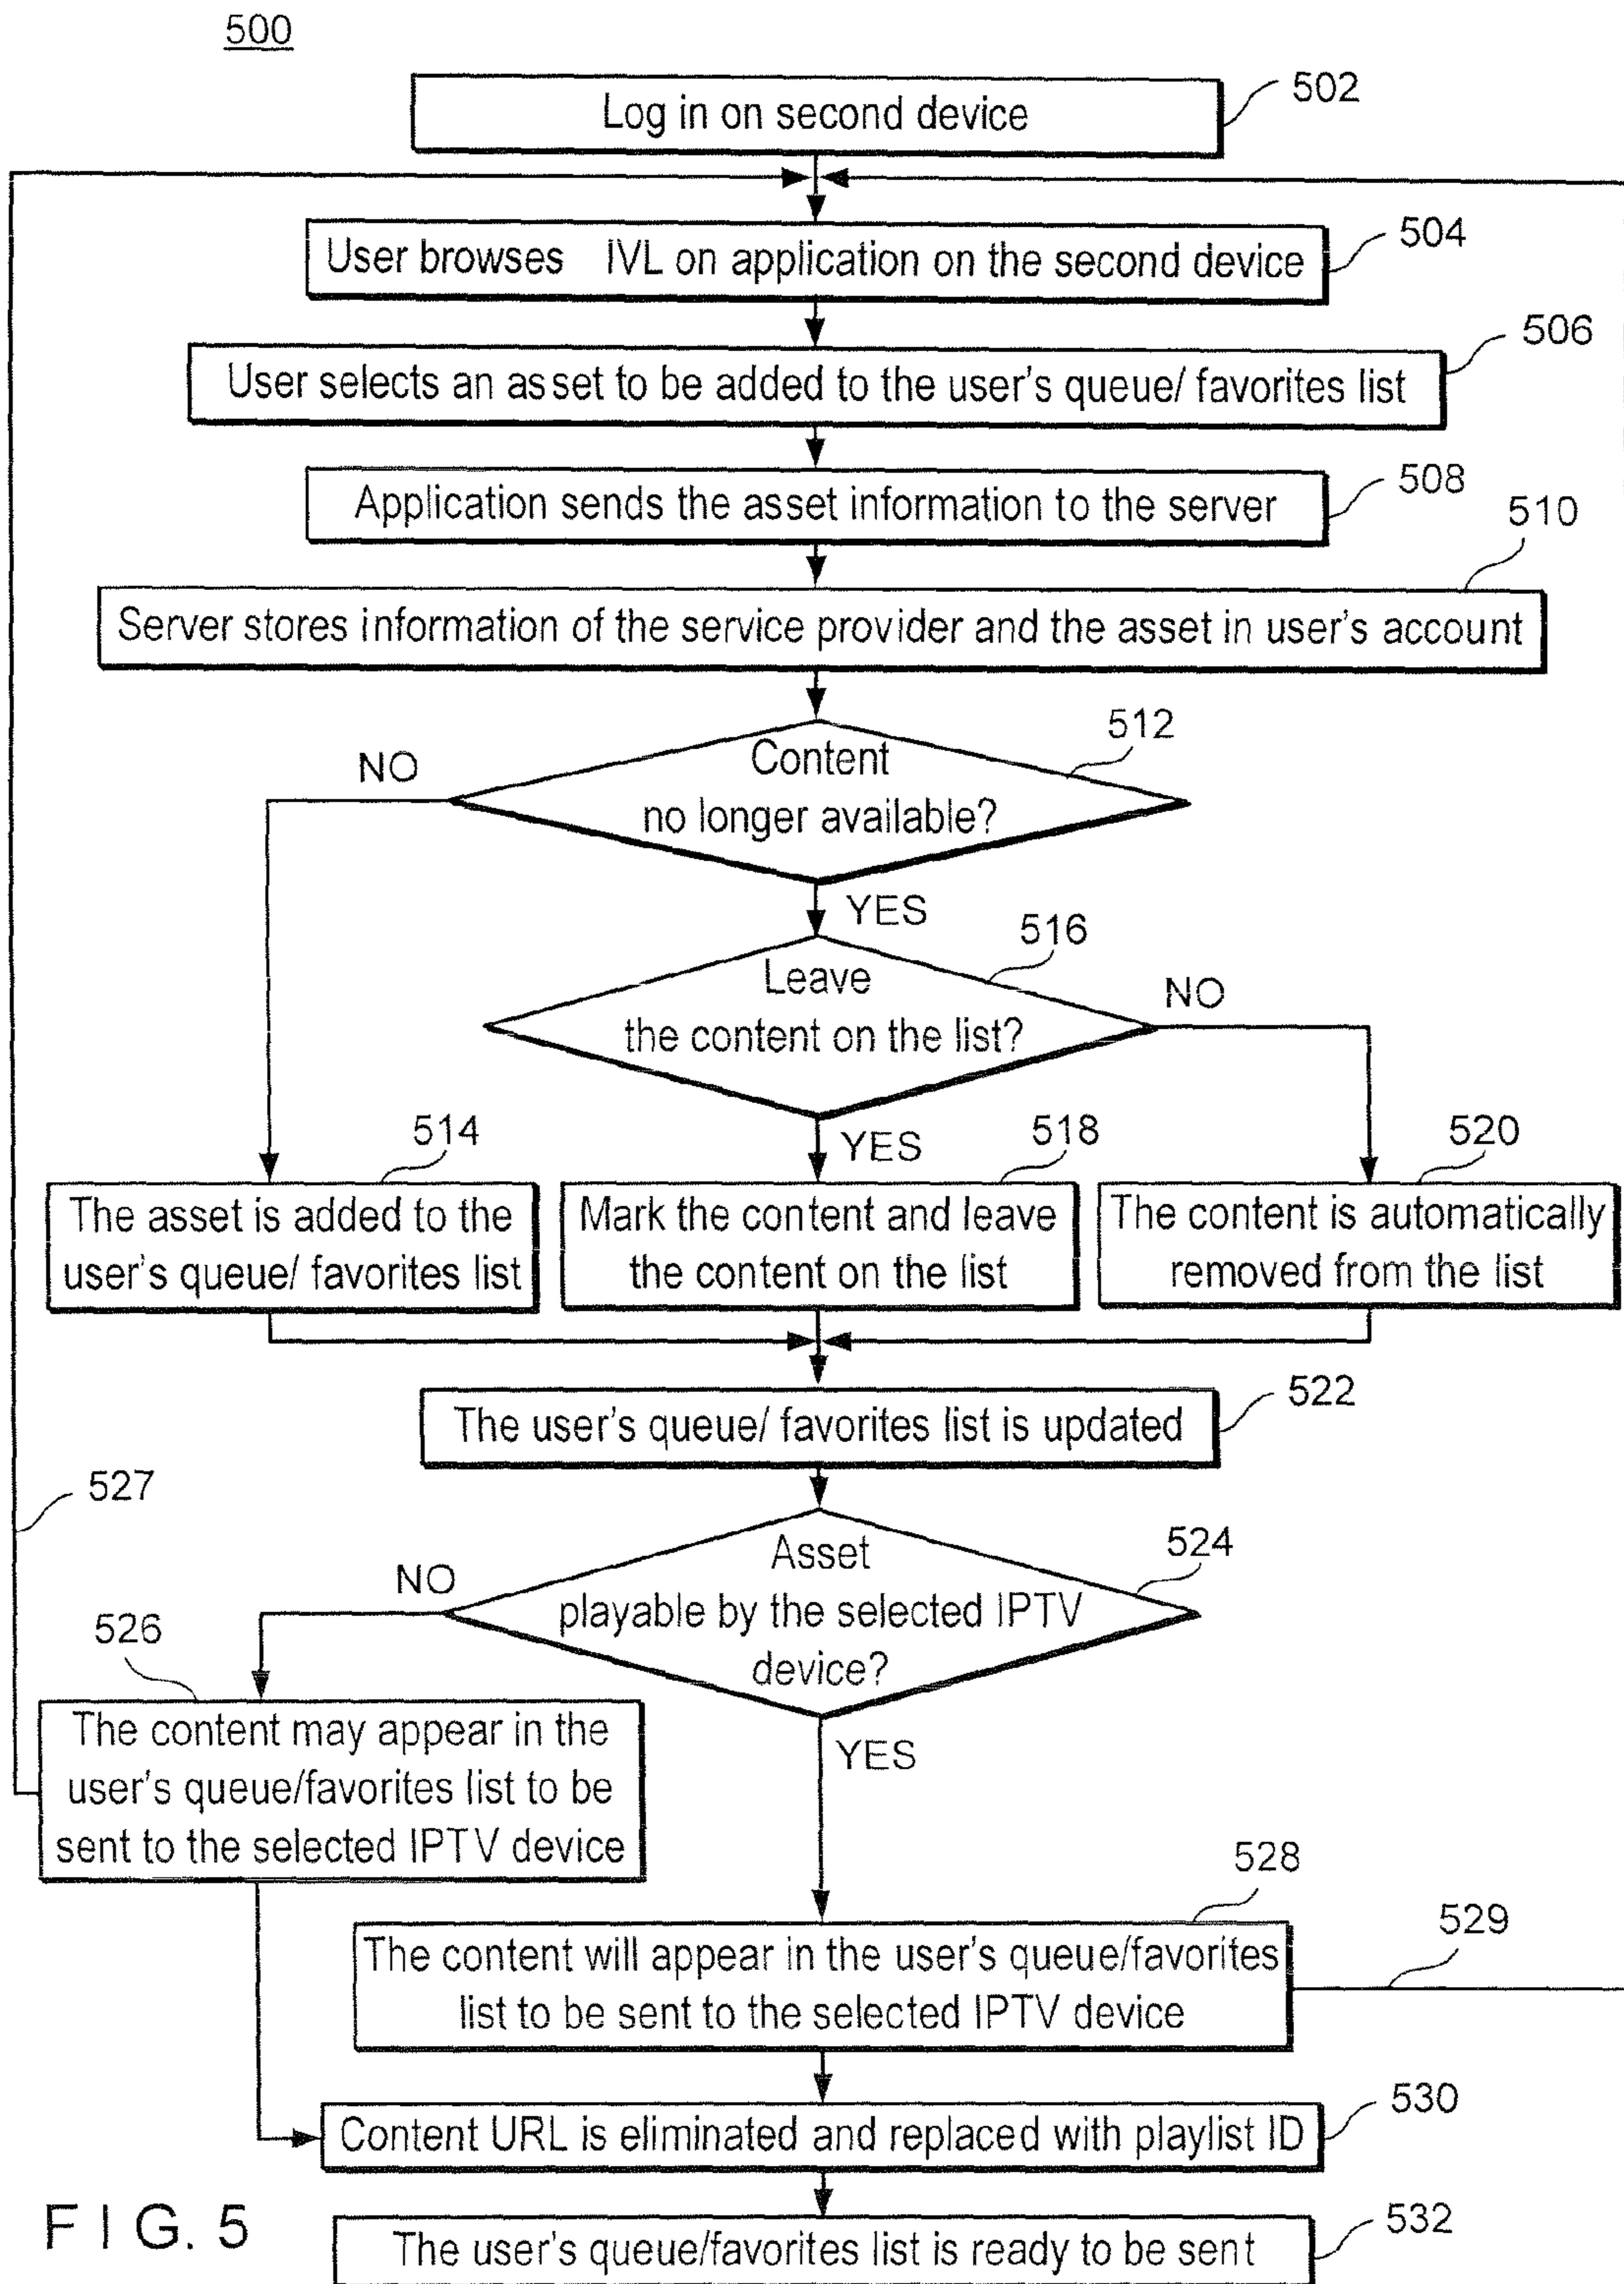 500
Log in on second device
502
User browses IVL on application on the second device
504
User selects an asset to be added to the user's queue/ favorites list
506
Application sends the asset information to the server
508
Server stores information of the service provider and the asset in user's account
510
Content
no longer available?
512
NO
YES
Leave
the content on the list?
516
NO
YES
514
The asset is added to the
user's queue/ favorites list
518
Mark the content and leave
the content on the list
520
The content is automatically
removed from the list
The user's queue/ favorites list is updated
522
527
Asset
playable by the selected IPTV
device?
524
NO
YES
526
The content may appear in the
user's queue/favorites list to be
sent to the selected IPTV device
528
The content will appear in the user's queue/favorites
list to be sent to the selected IPTV device
529
Content URL is eliminated and replaced with playlist ID
530
The user's queue/favorites list is ready to be sent
532
FIG. 5